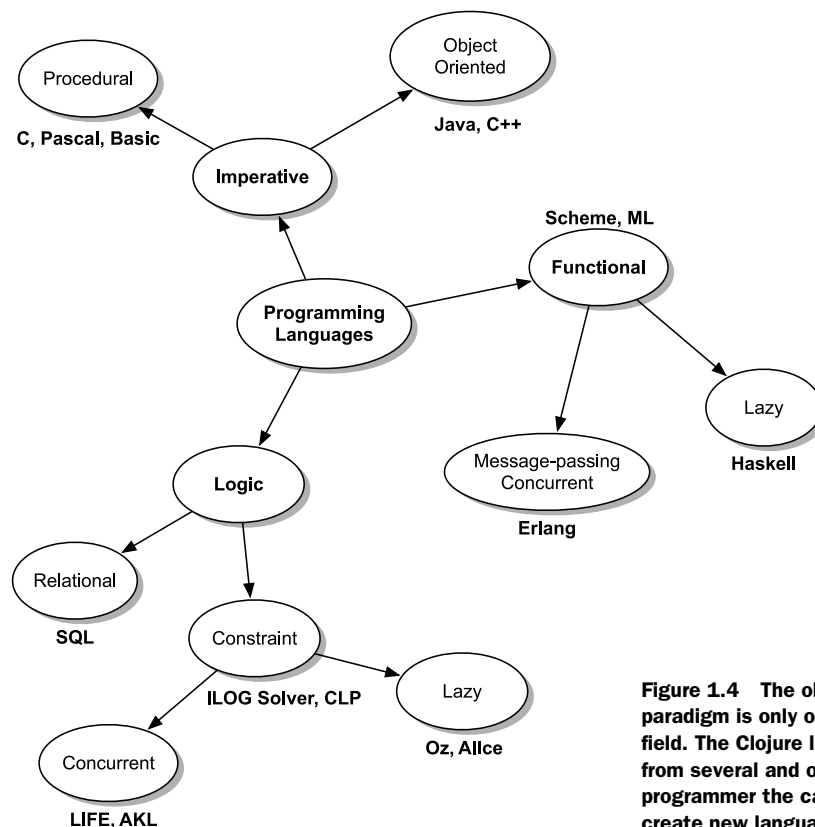 Object
Oriented
Procedural
Java, C++
C, Pascal, Basic
Imperative
Scheme, ML
Functional
Programming
Languages
Lazy
Haskell
Message-passing
Concurrent
Erlang
Logic
Relational
SQL
Constraint
ILOG Solver, CLP
Lazy
Oz, Alice
Concurrent
LIFE, AKL
Figure 1.4 The
paradigm is only
field. The Clojure
from several and
programmer the
create new